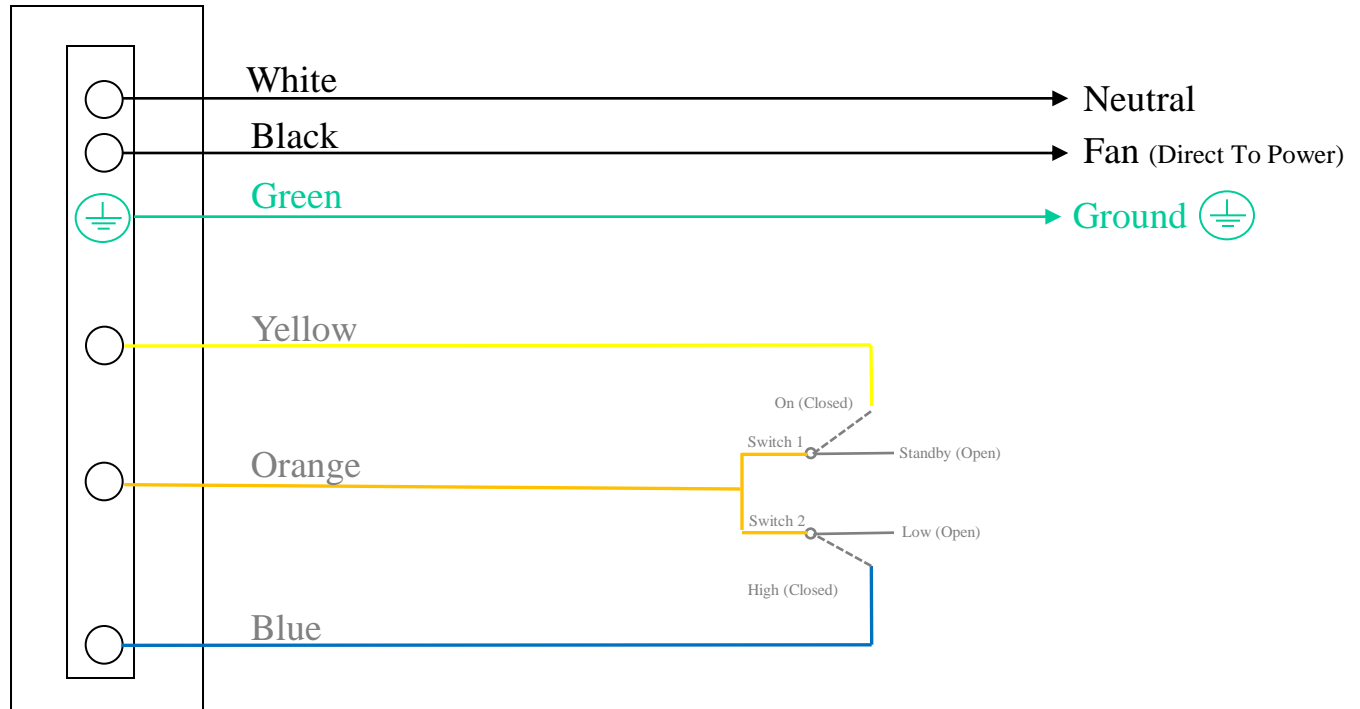 White
Neutral
Black
Fan (Direct To Power)
Green
Ground
Yellow
On (Closed)
Switch 1
Standby (Open)
Orange
Switch 2
Low (Open)
High (Closed)
Blue